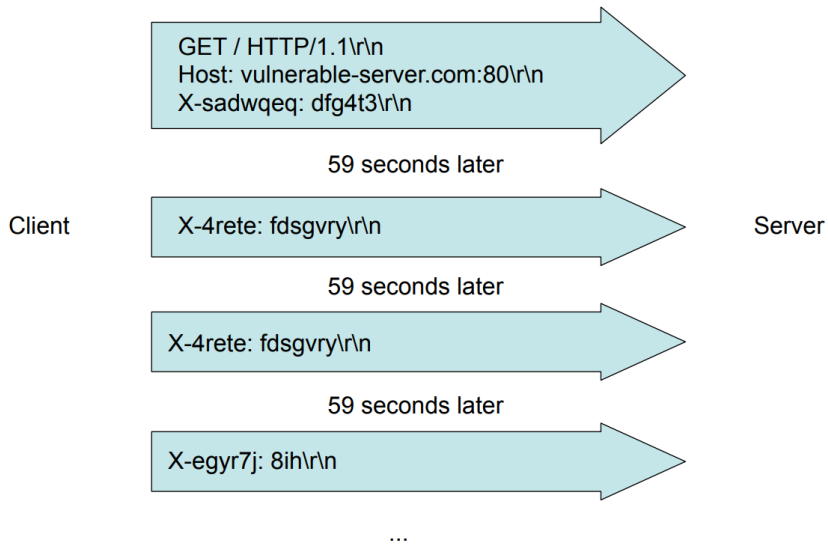 GET / HTTP/1.1\r\n
Host: vulnerable-server.com:80\r\n
X-sadwqeq: dfg4t3\r\n
59 seconds later
Client
X-4rete: fdsgvry\r\n
Server
59 seconds later
X-4rete: fdsgvry\r\n
59 seconds later
X-egyr7j: 8ih\r\n
...